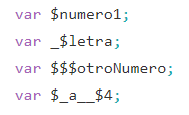 var $numero1;
var _$letra;
var $$$otroNumero;
var $_a__$4;